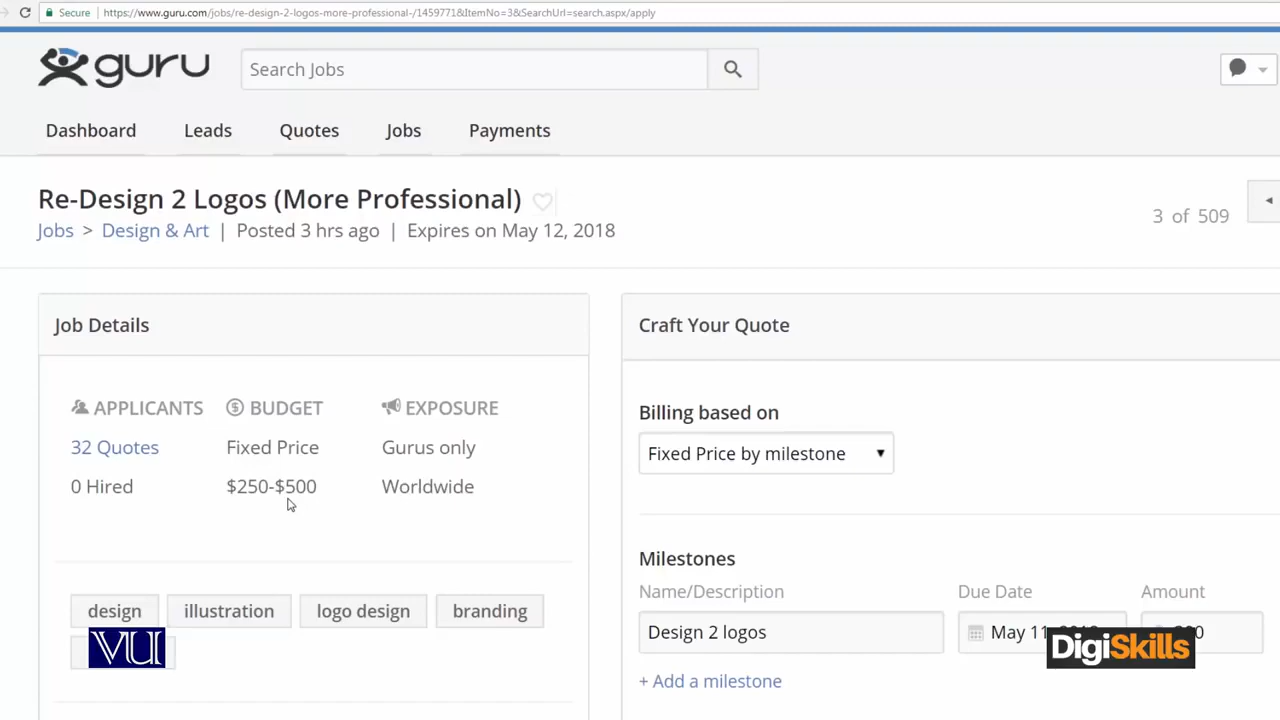 Secure https://www.guru.com/jobs/re-design-2-logos-more-professional-/1459771&ItemNo=3&SearchUrl=search.aspx/apply
guru
Search Jobs
Dashboard Leads Quotes Jobs Payments
Re-Design 2 Logos (More Professional)
3 of 509
Jobs > Design & Art | Posted 3 hrs ago | Expires on May 12, 2018
Job Details
APPLICANTS BUDGET EXPOSURE
32 Quotes Fixed Price Gurus only
0 Hired $250-$500 Worldwide
design illustration logo design branding
VU
Craft Your Quote
Billing based on
Fixed Price by milestone
Milestones
Name/Description Due Date Amount
Design 2 logos May
+ Add a milestone
DigiSkills